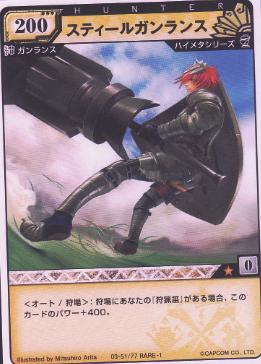 HUNTER
200
スティールガンランス
ガンランス
ハイメタシリーズ
0
<オート / 狩場>：狩場にあなたの『狩猟笛』がある場合、この
カードのパワー+400。
Illustrated by Mitsuhiro Arita
03-51/77 RARE-1
©CAPCOM CO., LTD.